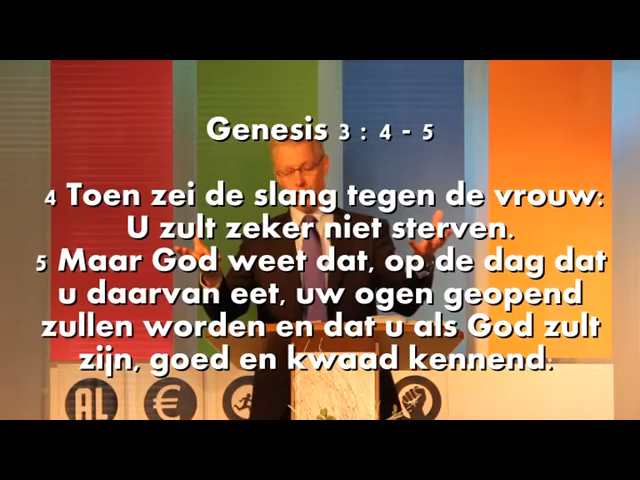 Genesis 3 : 4 - 5
4 Toen zei de slang tegen de vrouw:
U zult zeker niet sterven.
5 Maar God weet dat, op de dag dat
u daarvan eet, uw ogen geopend
zullen worden en dat u als God zult
zijn, goed en kwaad kennend.
AL €